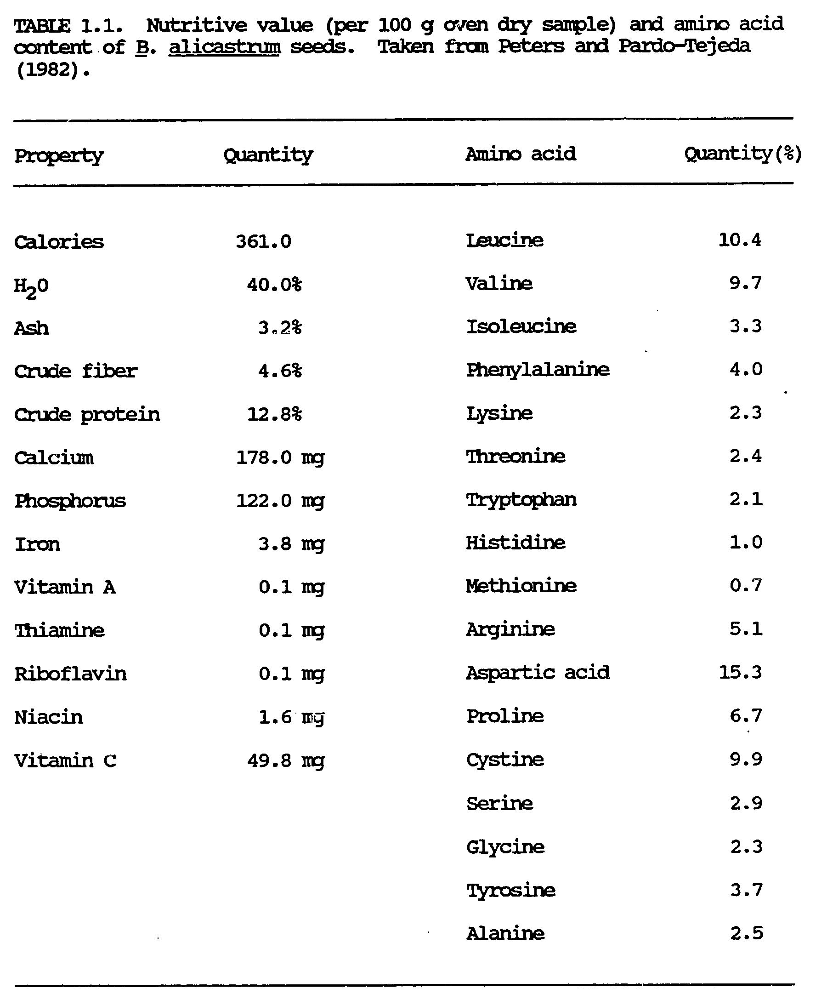 TABLE 1.1. Nutritive value (per 100 g oven dry sample) and amino acid
content of B. alicastrum seeds. Taken from Peters and Pardo-Tejeda
(1982).
Property Quantity Amino acid Quantity(%)
Calories 361.0 Leucine 10.4
H2O 40.0% Valine 9.7
Ash 3.2% Isoleucine 3.3
Crude fiber 4.6% Phenylalanine 4.0
Crude protein 12.8% Lysine 2.3
Calcium 178.0 mg Threonine 2.4
Phosphorus 122.0 mg Tryptophan 2.1
Iron 3.8 mg Histidine 1.0
Vitamin A 0.1 mg Methionine 0.7
Thiamine 0.1 mg Arginine 5.1
Riboflavin 0.1 mg Aspartic acid 15.3
Niacin 1.6 mg Proline 6.7
Vitamin C 49.8 mg Cystine 9.9
Serine 2.9
Glycine 2.3
Tyrosine 3.7
Alanine 2.5